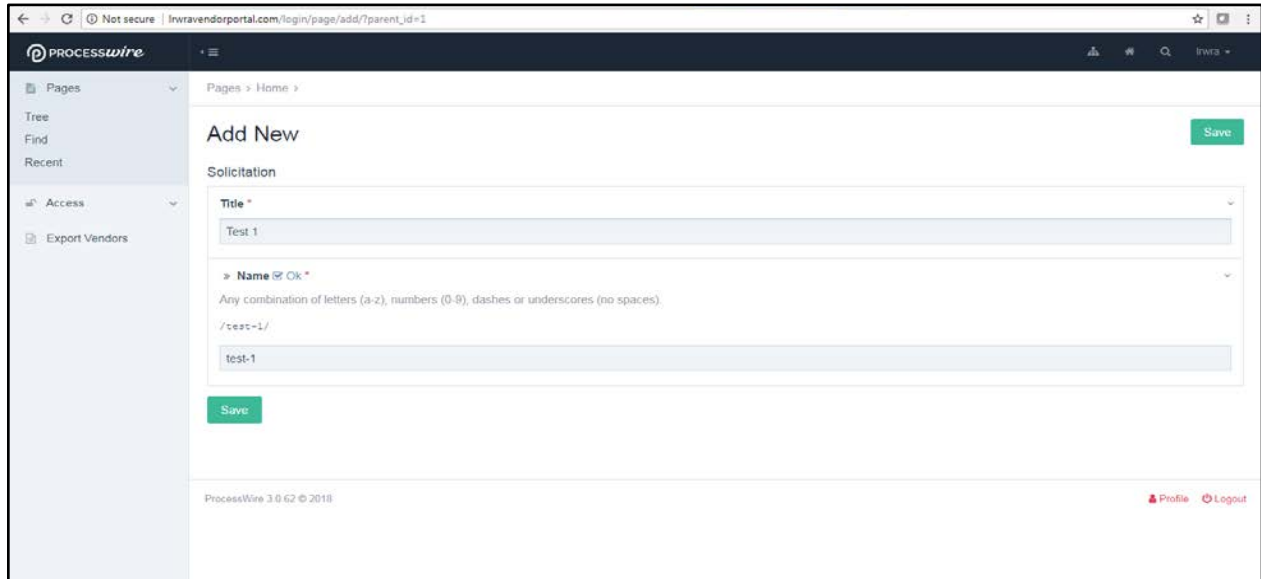 Not secure | lrwravendorportal.com/login/page/add/?parent_id=1
PROCESSwire
lrwra
Pages
Pages > Home >
Tree
Find
Recent
Add New
Save
Solicitation
Access
Title *
Test 1
Export Vendors
» Name Ok *
Any combination of letters (a-z), numbers (0-9), dashes or underscores (no spaces).
/test-1/
test-1
Save
ProcessWire 3.0.62 © 2018
Profile Logout